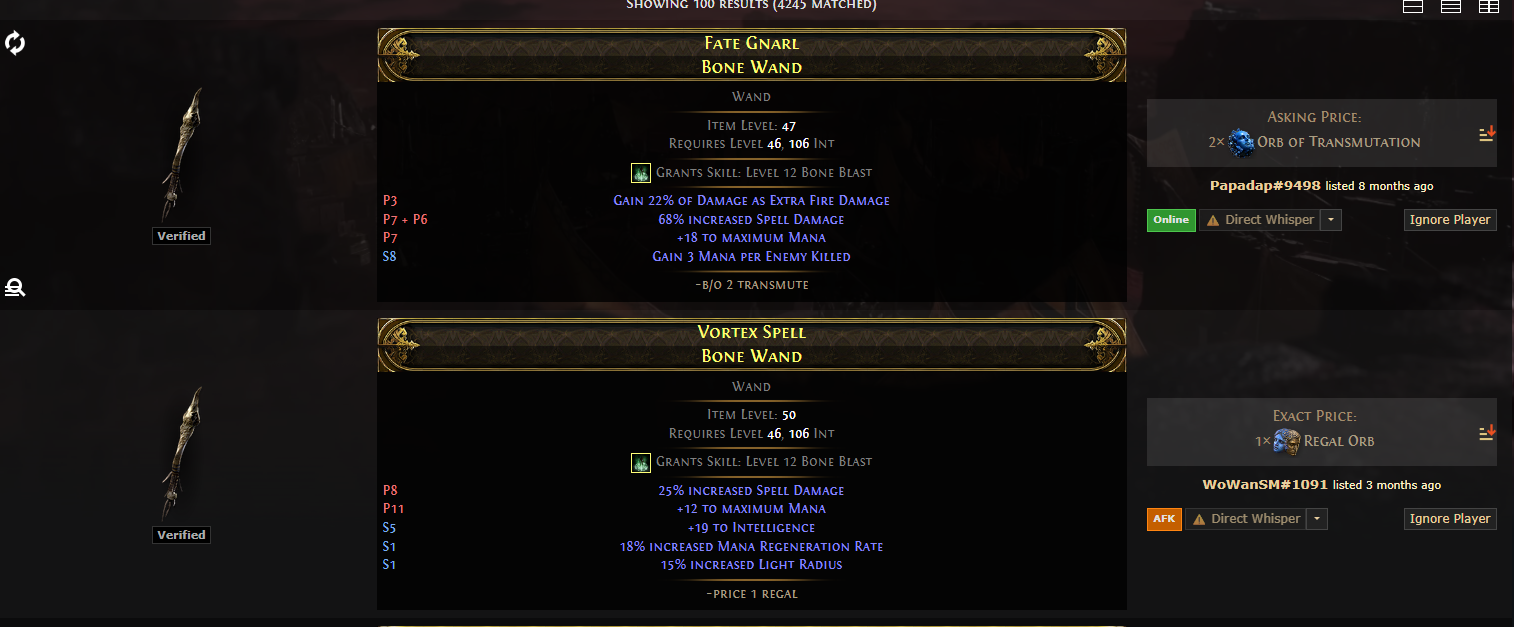 Showing 100 results (4245 matched)
Fate Gnarl
Bone Wand
Wand
Item Level: 47
Requires Level 46, 106 Int
Grants Skill: Level 12 Bone Blast
P3 Gain 22% of Damage as Extra Fire Damage
P7 + P6 68% increased Spell Damage
P7 +18 to maximum Mana
S8 Gain 3 Mana per Enemy Killed
~b/o 2 transmute
Verified
Asking Price:
2× Orb of Transmutation
Papadap#9498 listed 8 months ago
Online Direct Whisper Ignore Player
Vortex Spell
Bone Wand
Wand
Item Level: 50
Requires Level 46, 106 Int
Grants Skill: Level 12 Bone Blast
P8 25% increased Spell Damage
P11 +12 to maximum Mana
S5 +19 to Intelligence
S1 18% increased Mana Regeneration Rate
S1 15% increased Light Radius
~price 1 regal
Verified
Exact Price:
1× Regal Orb
WoWanSM#1091 listed 3 months ago
AFK Direct Whisper Ignore Player